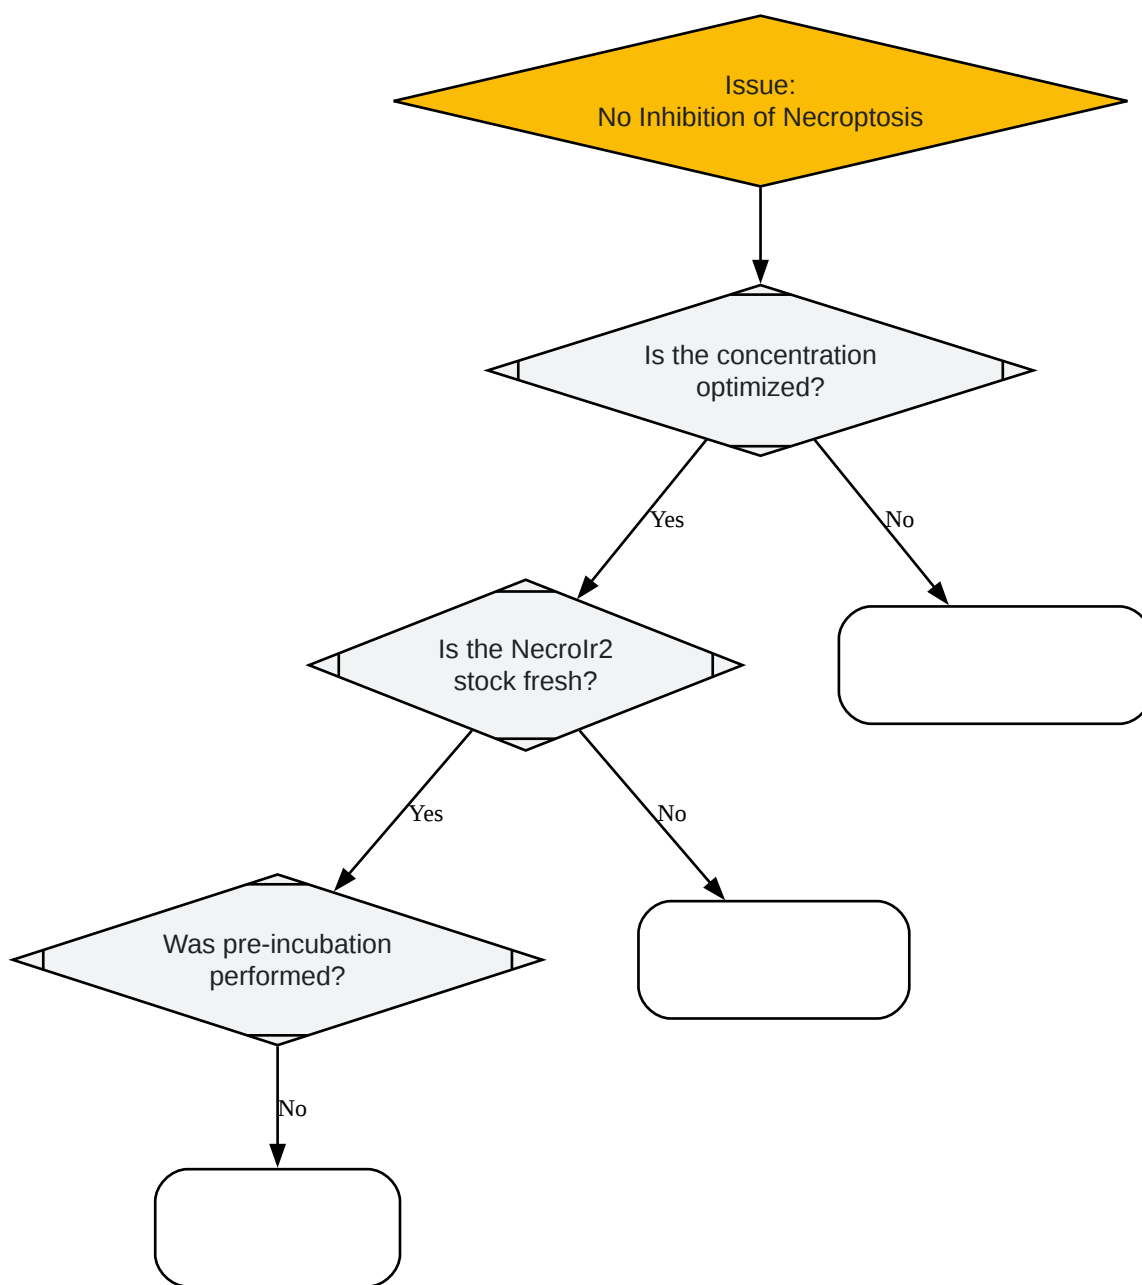 Issue:
No Inhibition of Necroptosis
Is the concentration
optimized?
Yes
No
Is the NecroIr2
stock fresh?
Yes
No
Was pre-incubation
performed?
No